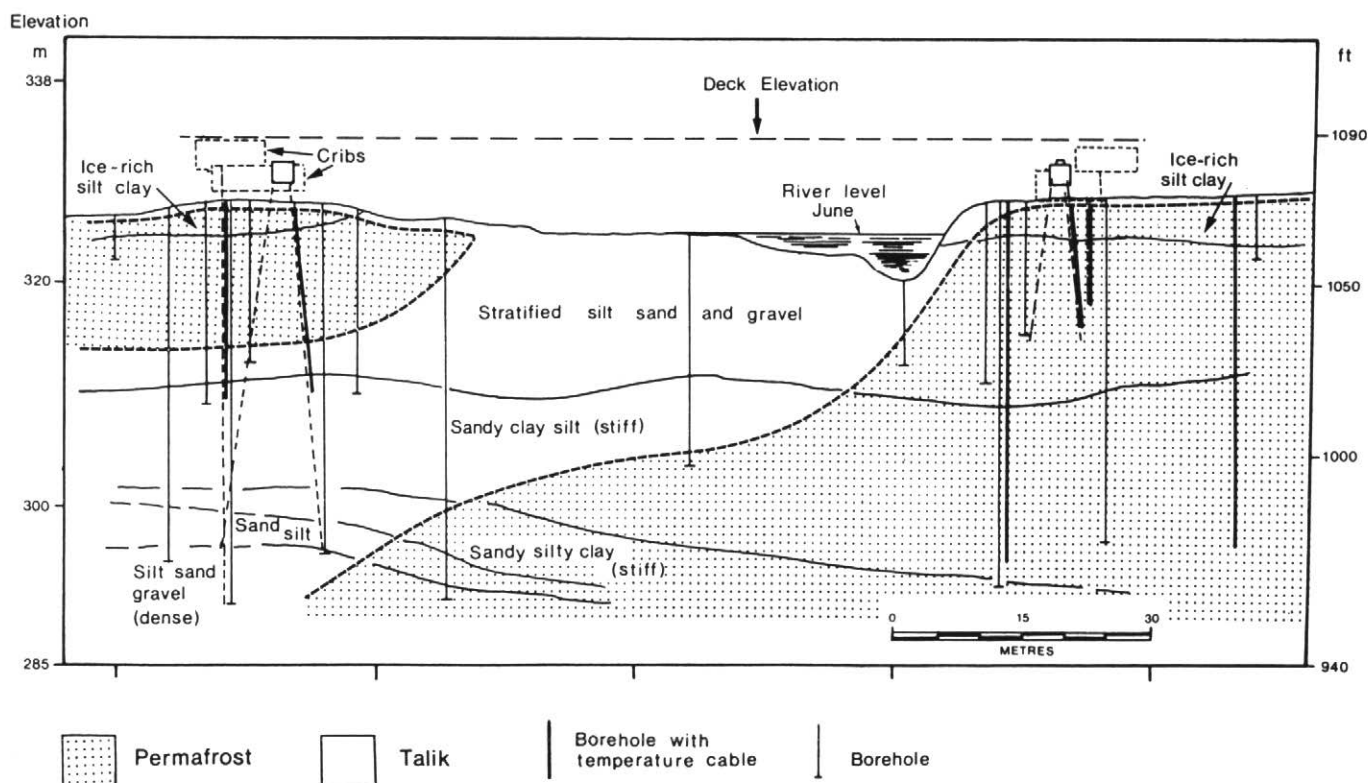 Elevation
m
ft
338
Deck Elevation
1090
Cribs
Ice-rich
silt clay
River level
June
Ice-rich
silt clay
320
1050
Stratified silt sand and gravel
Sandy clay silt (stiff)
1000
300
Sand
silt
Sandy silty clay
(stiff)
Silt sand
gravel
(dense)
0 15 30
METRES
285
940
Permafrost
Talik
Borehole with
temperature cable
Borehole